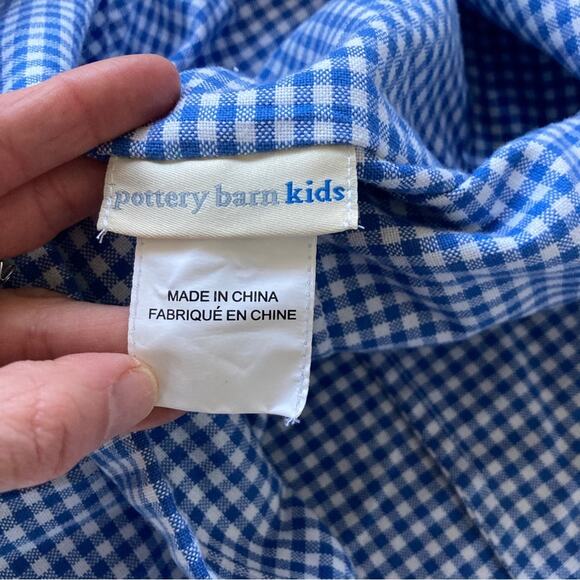 pottery barn kids
MADE IN CHINA
FABRIQUÉ EN CHINE